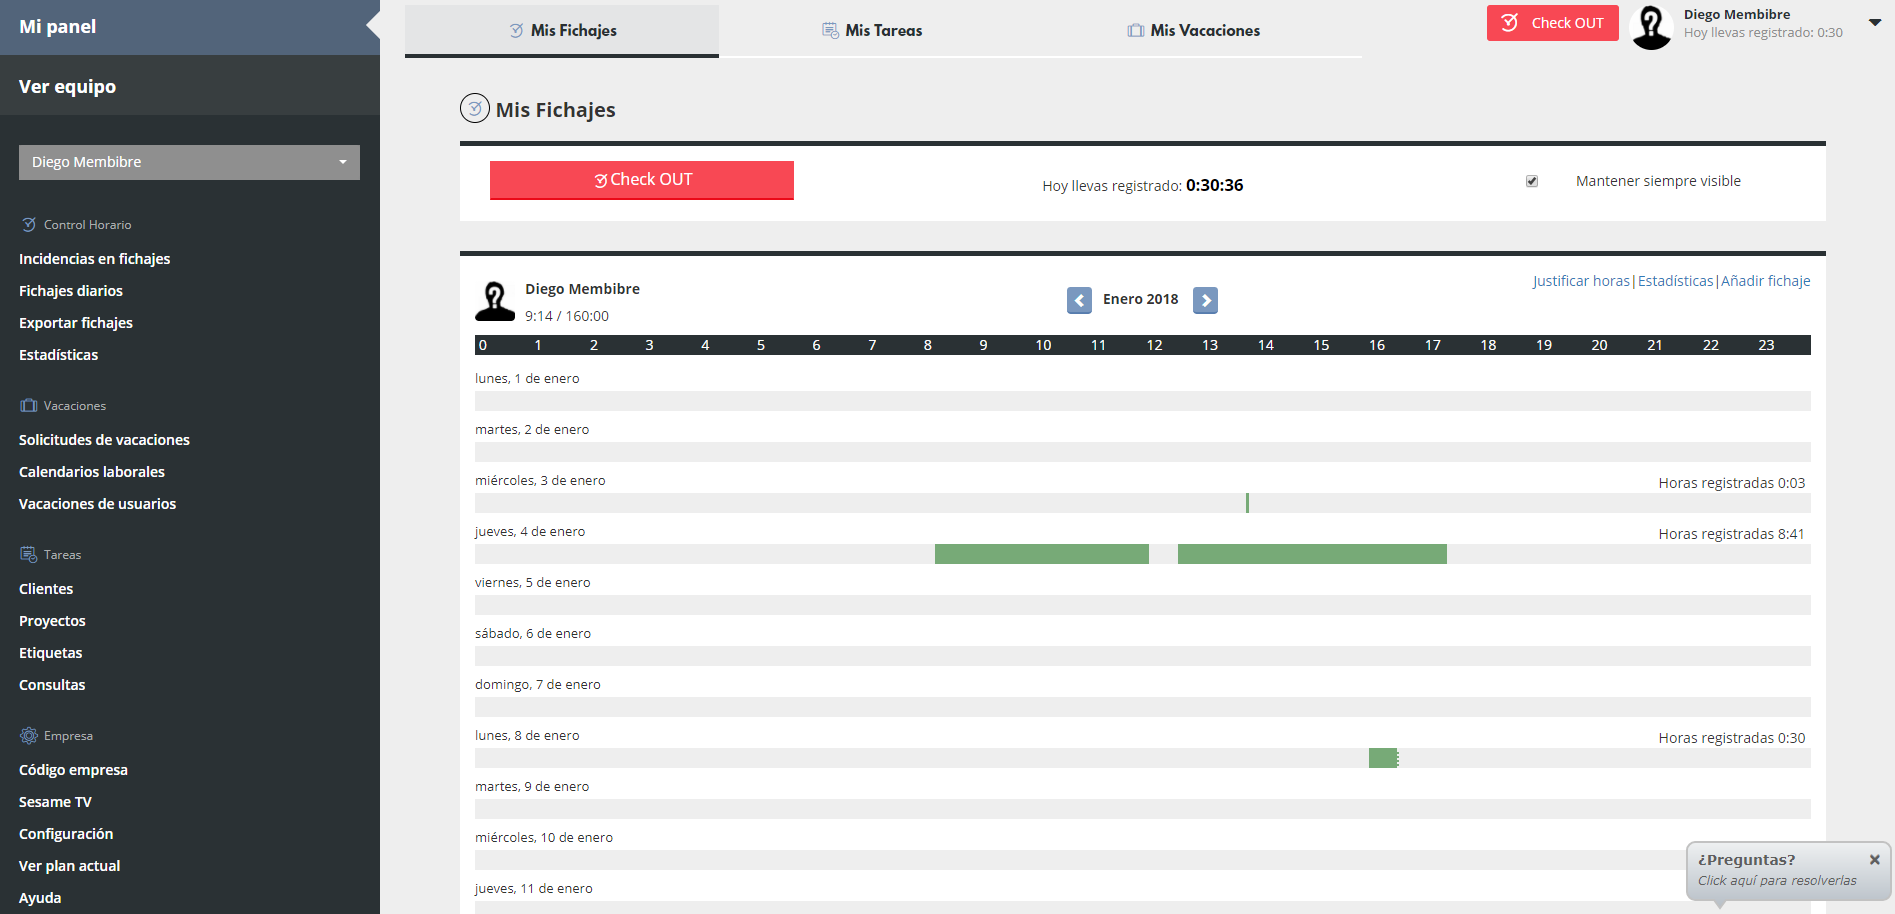 Mi panel
Ver equipo
Diego Membibre
Control Horario
Incidencias en fichajes
Fichajes diarios
Exportar fichajes
Estadísticas
Vacaciones
Solicitudes de vacaciones
Calendarios laborales
Vacaciones de usuarios
Tareas
Clientes
Proyectos
Etiquetas
Consultas
Empresa
Código empresa
Sesame TV
Configuración
Ver plan actual
Ayuda
Mis Fichajes
Mis Tareas
Mis Vacaciones
Check OUT
Diego Membibre
Hoy llevas registrado: 0:30
Mis Fichajes
Check OUT
Hoy llevas registrado: 0:30:36
Mantener siempre visible
Diego Membibre
9:14 / 160:00
Enero 2018
Justificar horas|Estadísticas|Añadir fichaje
0 1 2 3 4 5 6 7 8 9 10 11 12 13 14 15 16 17 18 19 20 21 22 23
lunes, 1 de enero
martes, 2 de enero
miércoles, 3 de enero
Horas registradas 0:03
jueves, 4 de enero
Horas registradas 8:41
viernes, 5 de enero
sábado, 6 de enero
domingo, 7 de enero
lunes, 8 de enero
Horas registradas 0:30
martes, 9 de enero
miércoles, 10 de enero
jueves, 11 de enero
¿Preguntas?
Click aquí para resolverlas